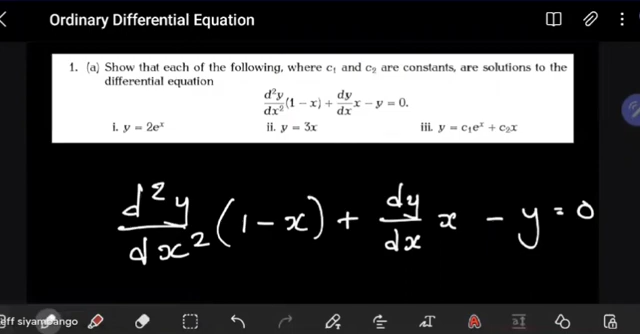 Ordinary Differential Equation
1. (a) Show that each of the following, where c₁ and c₂ are constants, are solutions to the
differential equation
d²y/dx² (1 − x) + dy/dx x − y = 0.
i. y = 2eˣ ii. y = 3x iii. y = c₁eˣ + c₂x
d²y/dx² (1 − x) + dy/dx x − y = 0